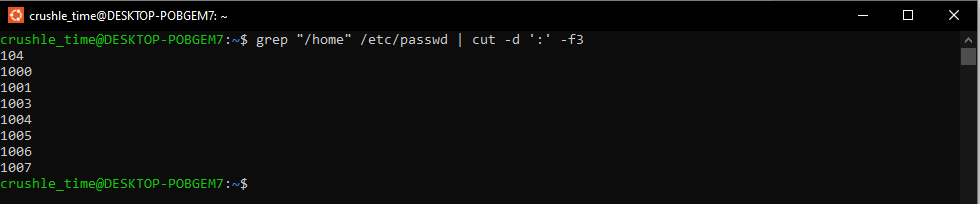 crushle_time@DESKTOP-POBGEM7: ~
crushle_time@DESKTOP-POBGEM7:~$ grep "/home" /etc/passwd | cut -d ':' -f3
104
1000
1001
1003
1004
1005
1006
1007
crushle_time@DESKTOP-POBGEM7:~$